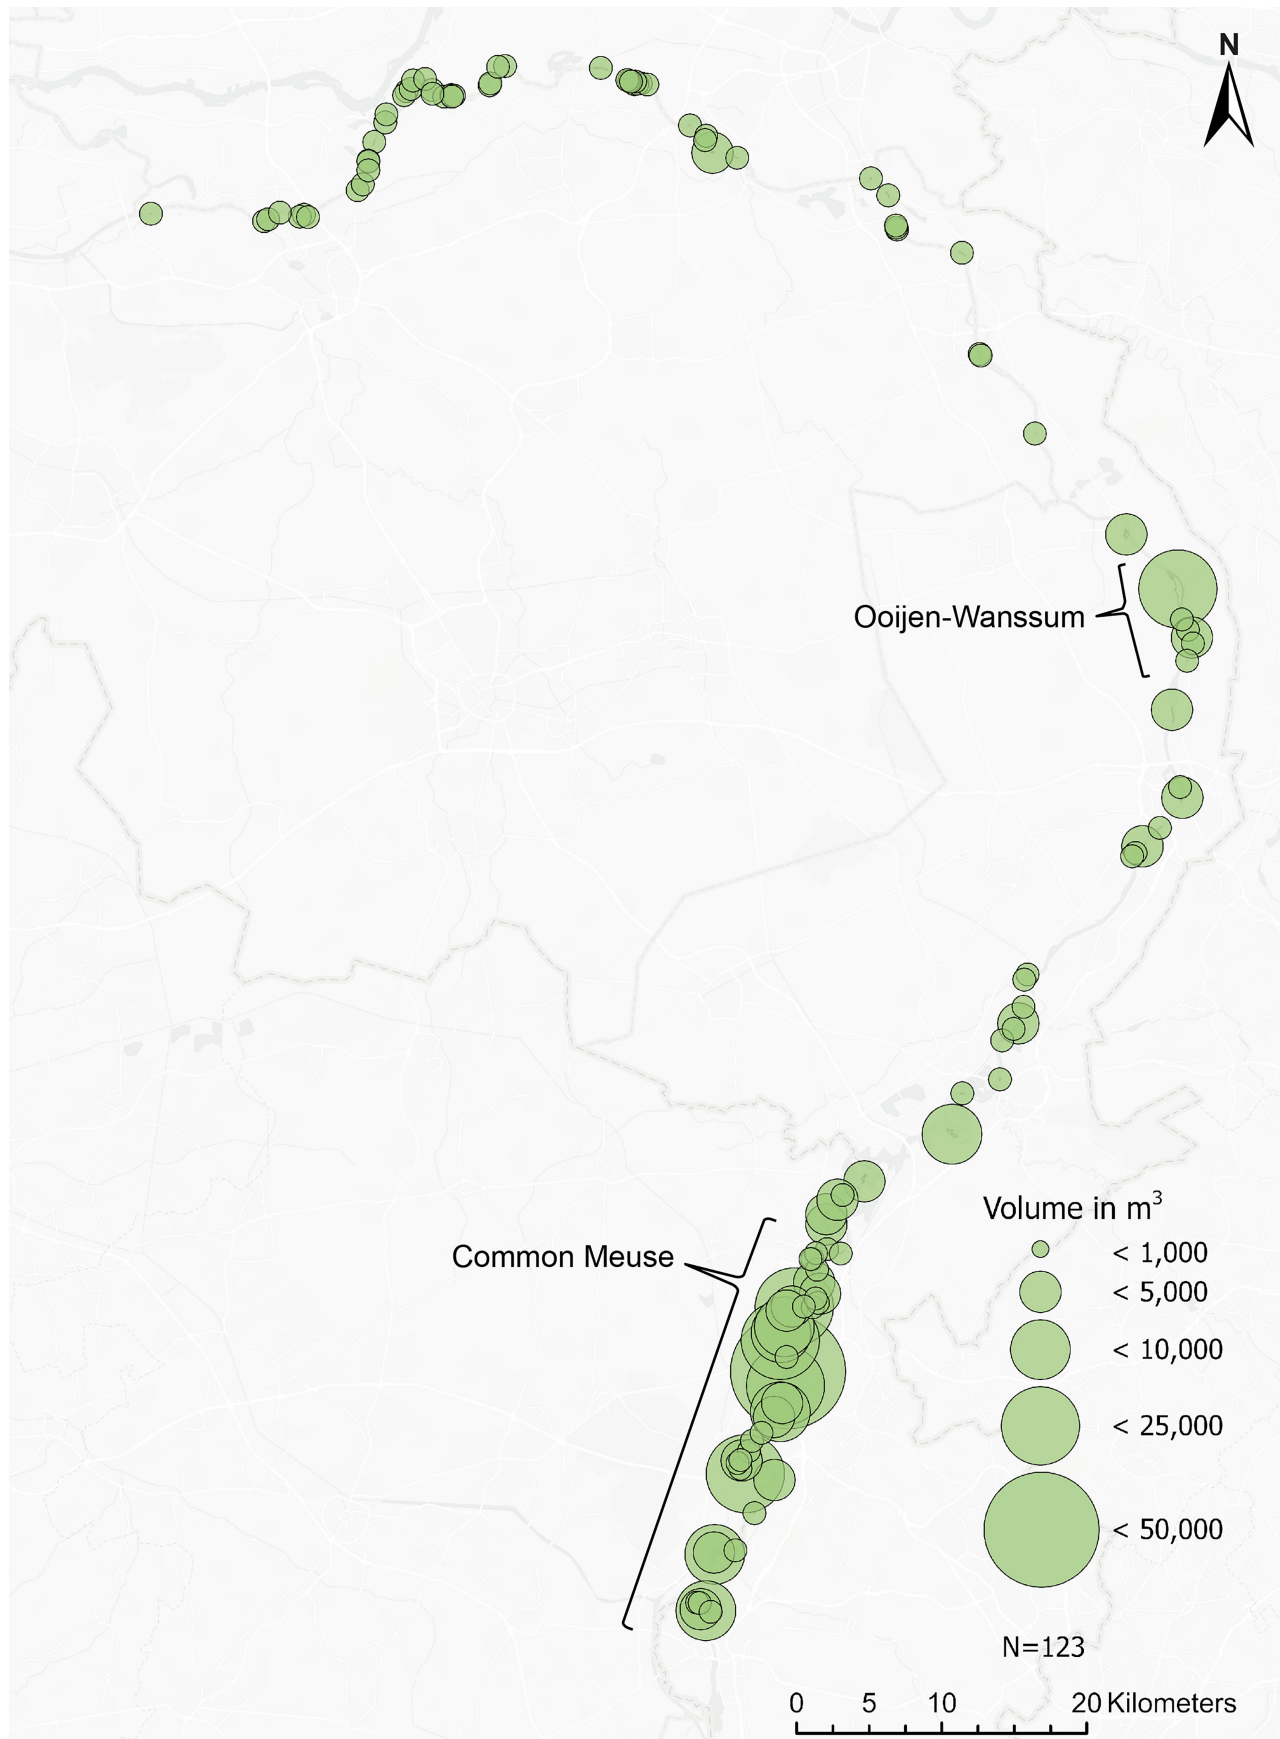 N
Ooijen-Wanssum
Common Meuse
Volume in m³
< 1,000
< 5,000
< 10,000
< 25,000
< 50,000
N=123
0 5 10 20 Kilometers